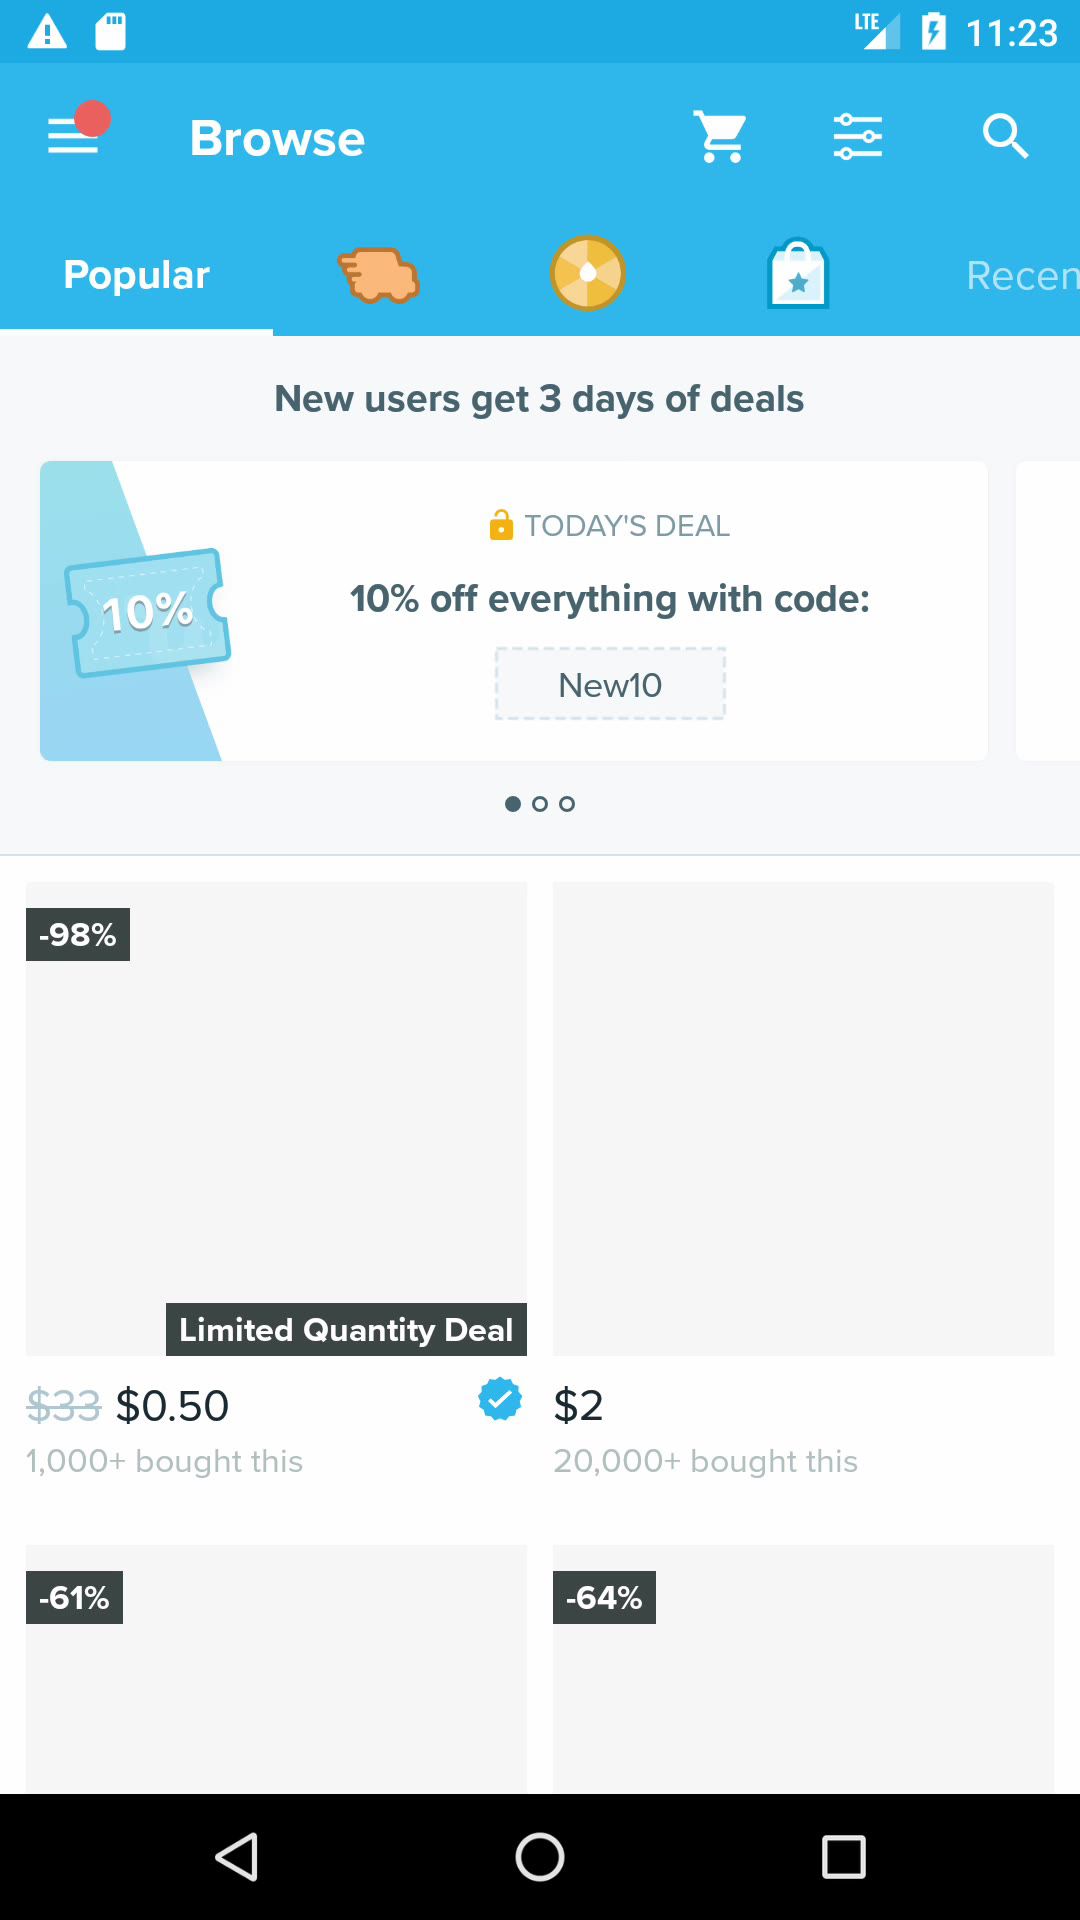 LTE 11:23
Browse
Popular
Recen
New users get 3 days of deals
TODAY'S DEAL
10% off everything with code:
10%
New10
-98%
Limited Quantity Deal
$33 $0.50
1,000+ bought this
$2
20,000+ bought this
-61%
-64%